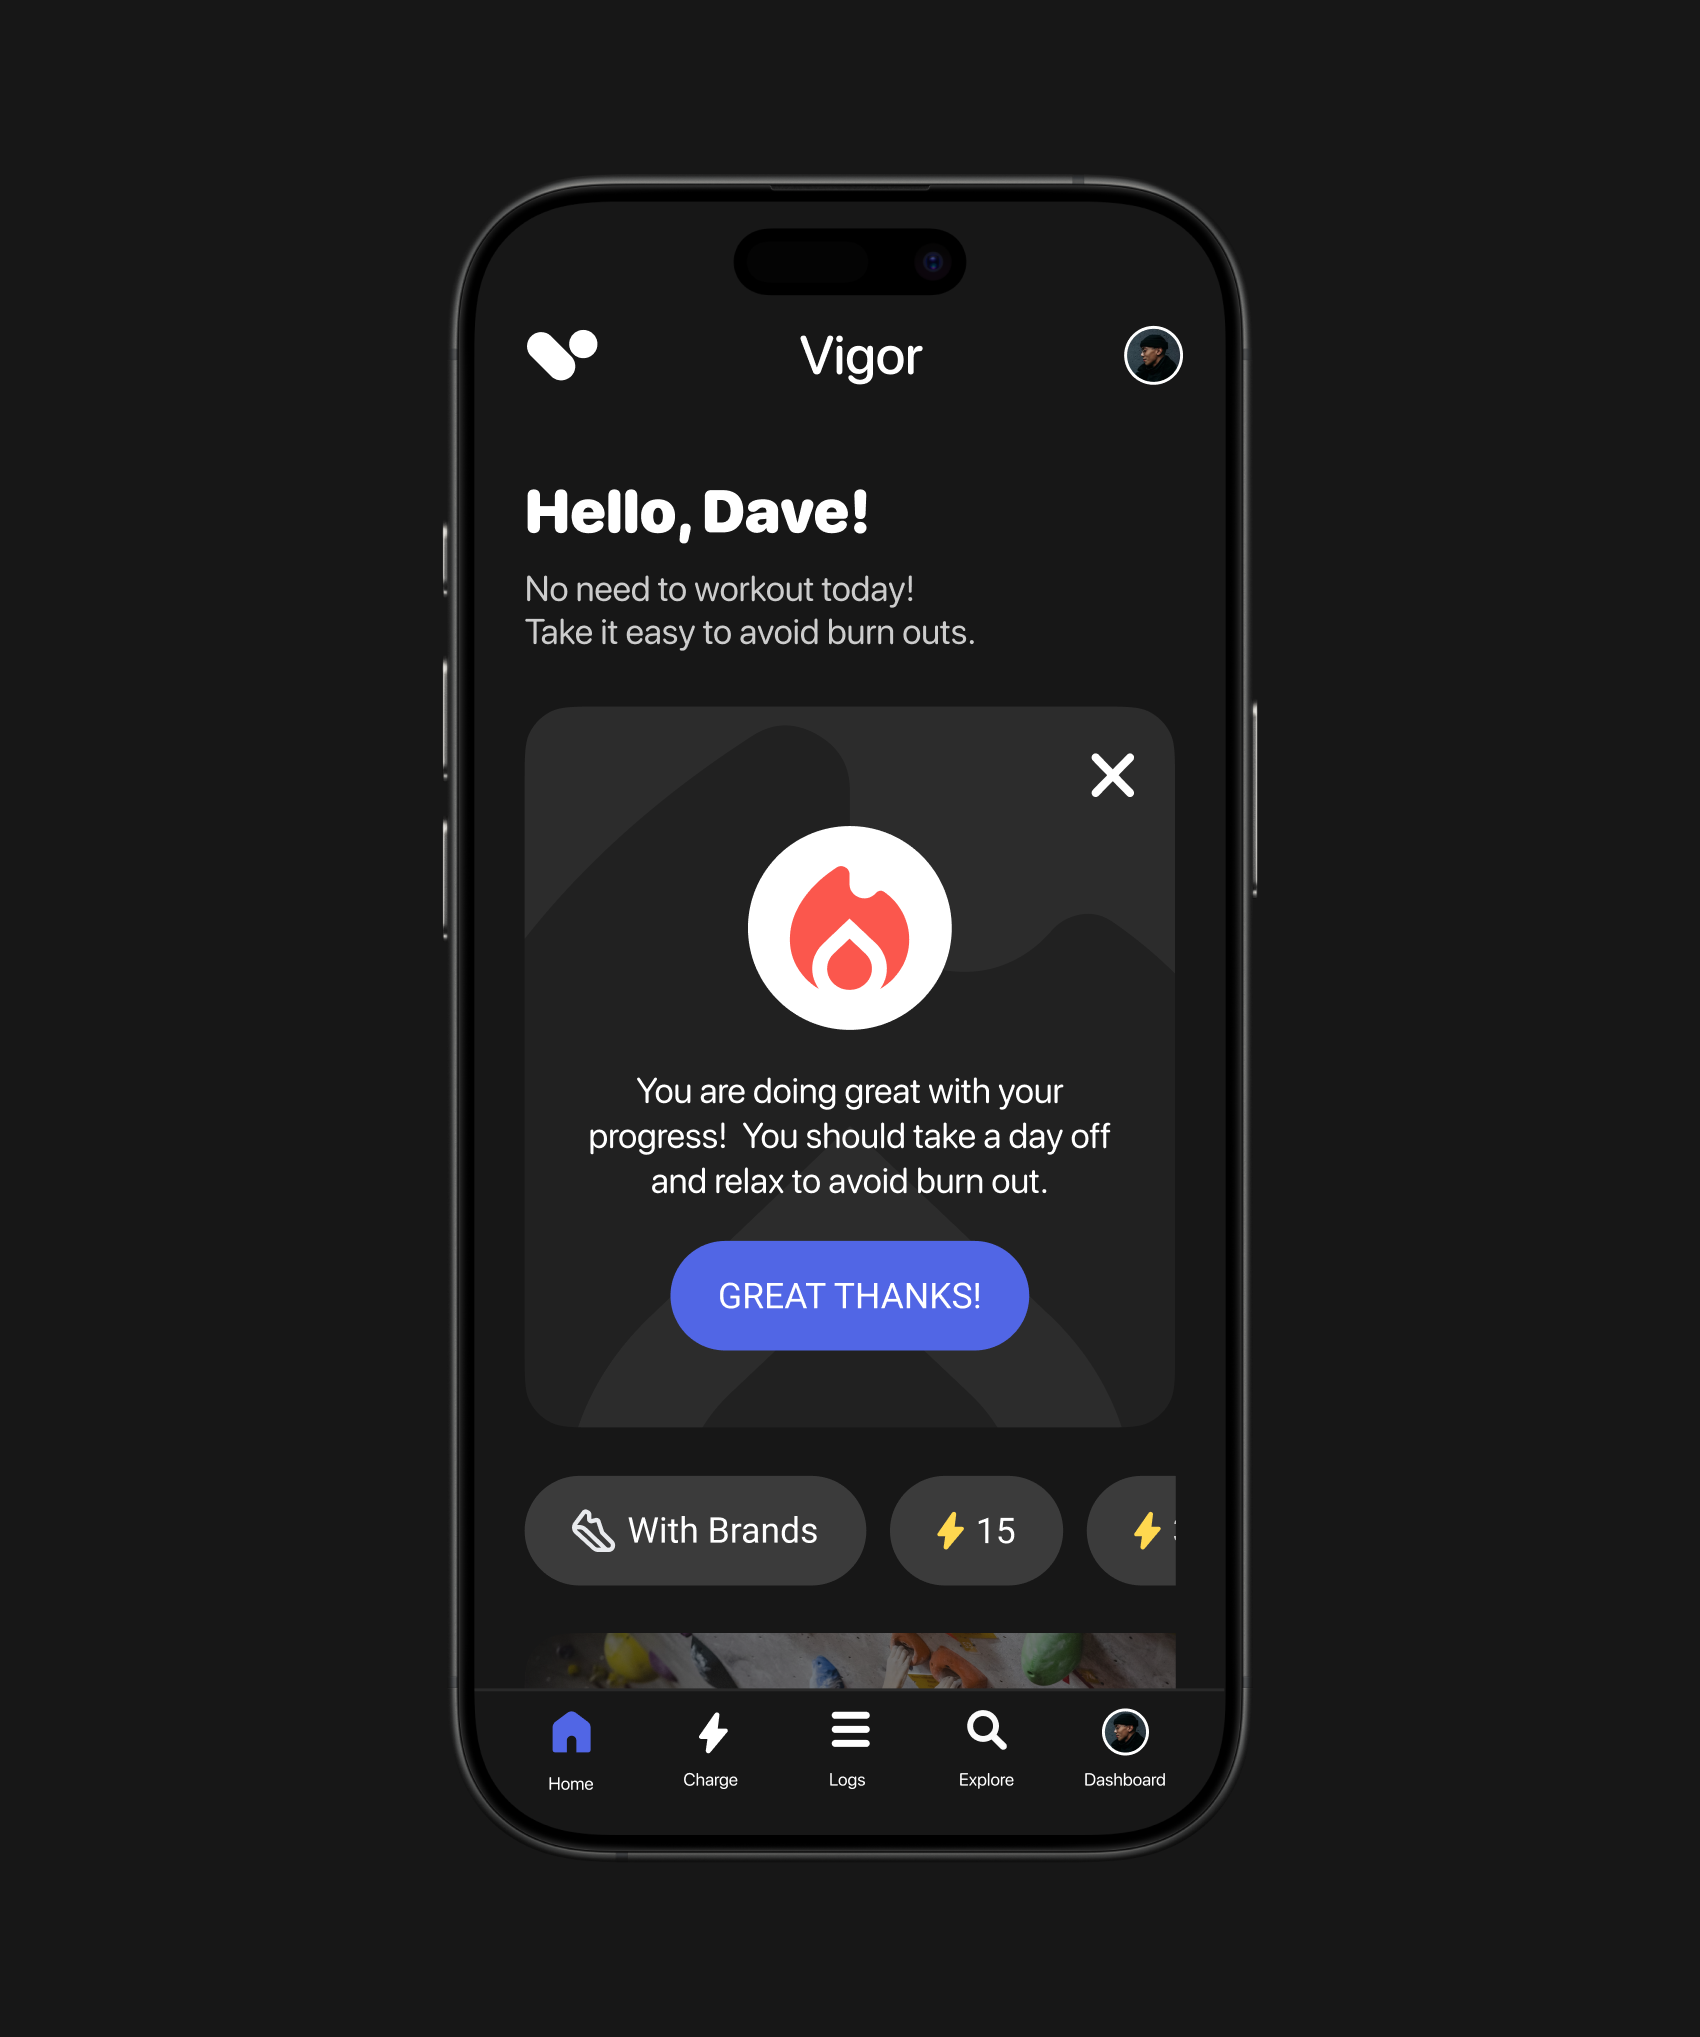 Vigor
Hello, Dave!
No need to workout today!
Take it easy to avoid burn outs.
You are doing great with your
progress!  You should take a day off
and relax to avoid burn out.
GREAT THANKS!
With Brands
15
Home
Charge
Logs
Explore
Dashboard